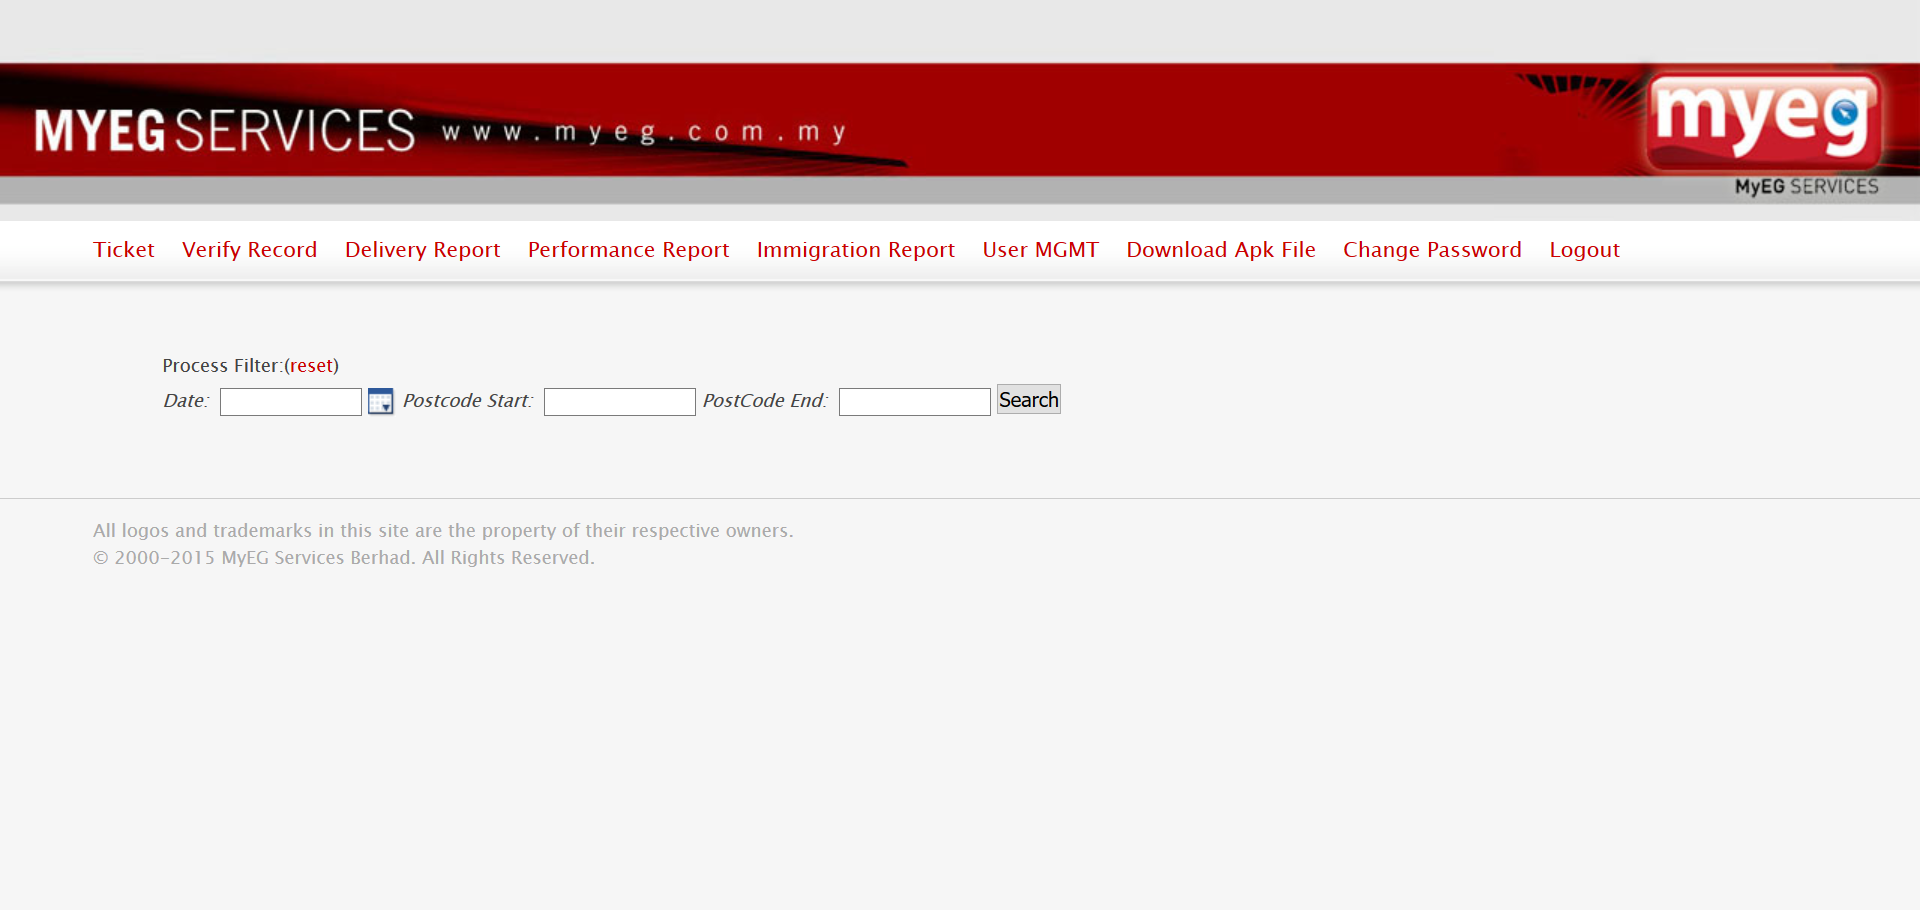 MYEG SERVICES www.myeg.com.my
myeg
MyEG SERVICES
Ticket Verify Record Delivery Report Performance Report Immigration Report User MGMT Download Apk File Change Password Logout
Process Filter:(reset)
Date: Postcode Start: PostCode End: Search
All logos and trademarks in this site are the property of their respective owners.
© 2000-2015 MyEG Services Berhad. All Rights Reserved.